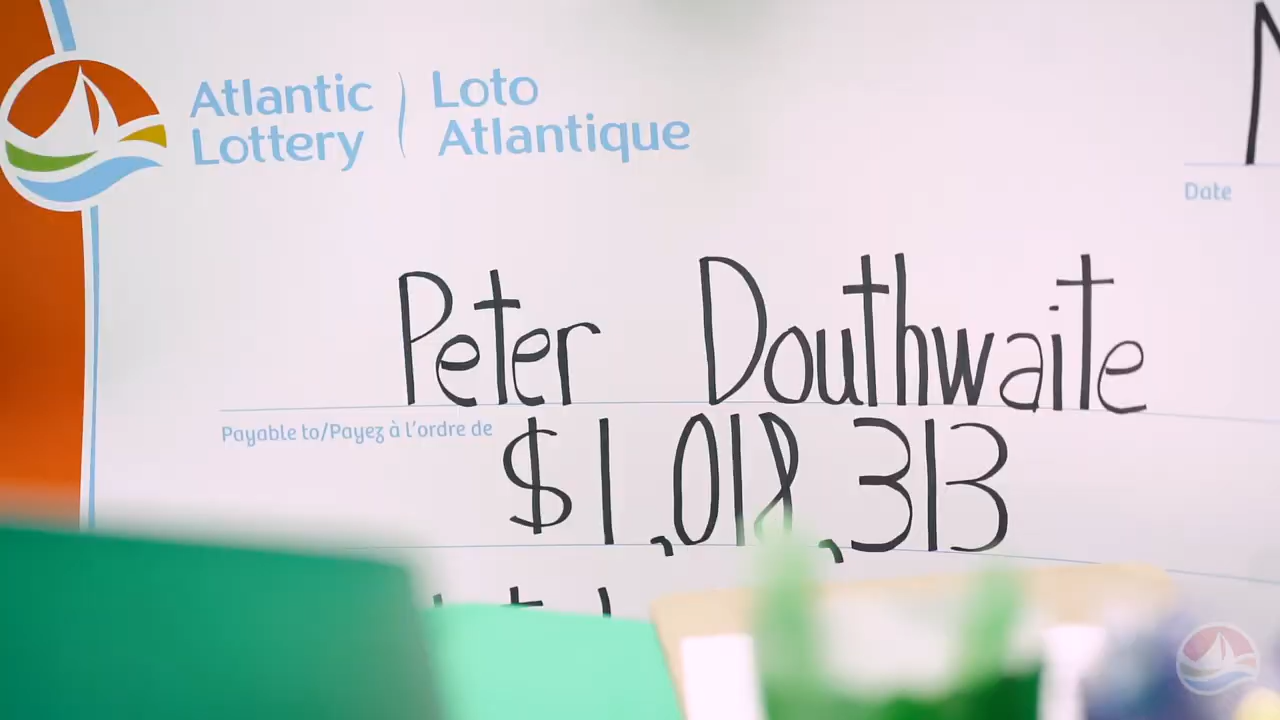 Atlantic Lottery
Loto Atlantique
Date
Peter Douthwaite
Payable to/Payez à l'ordre de
$1,018,313